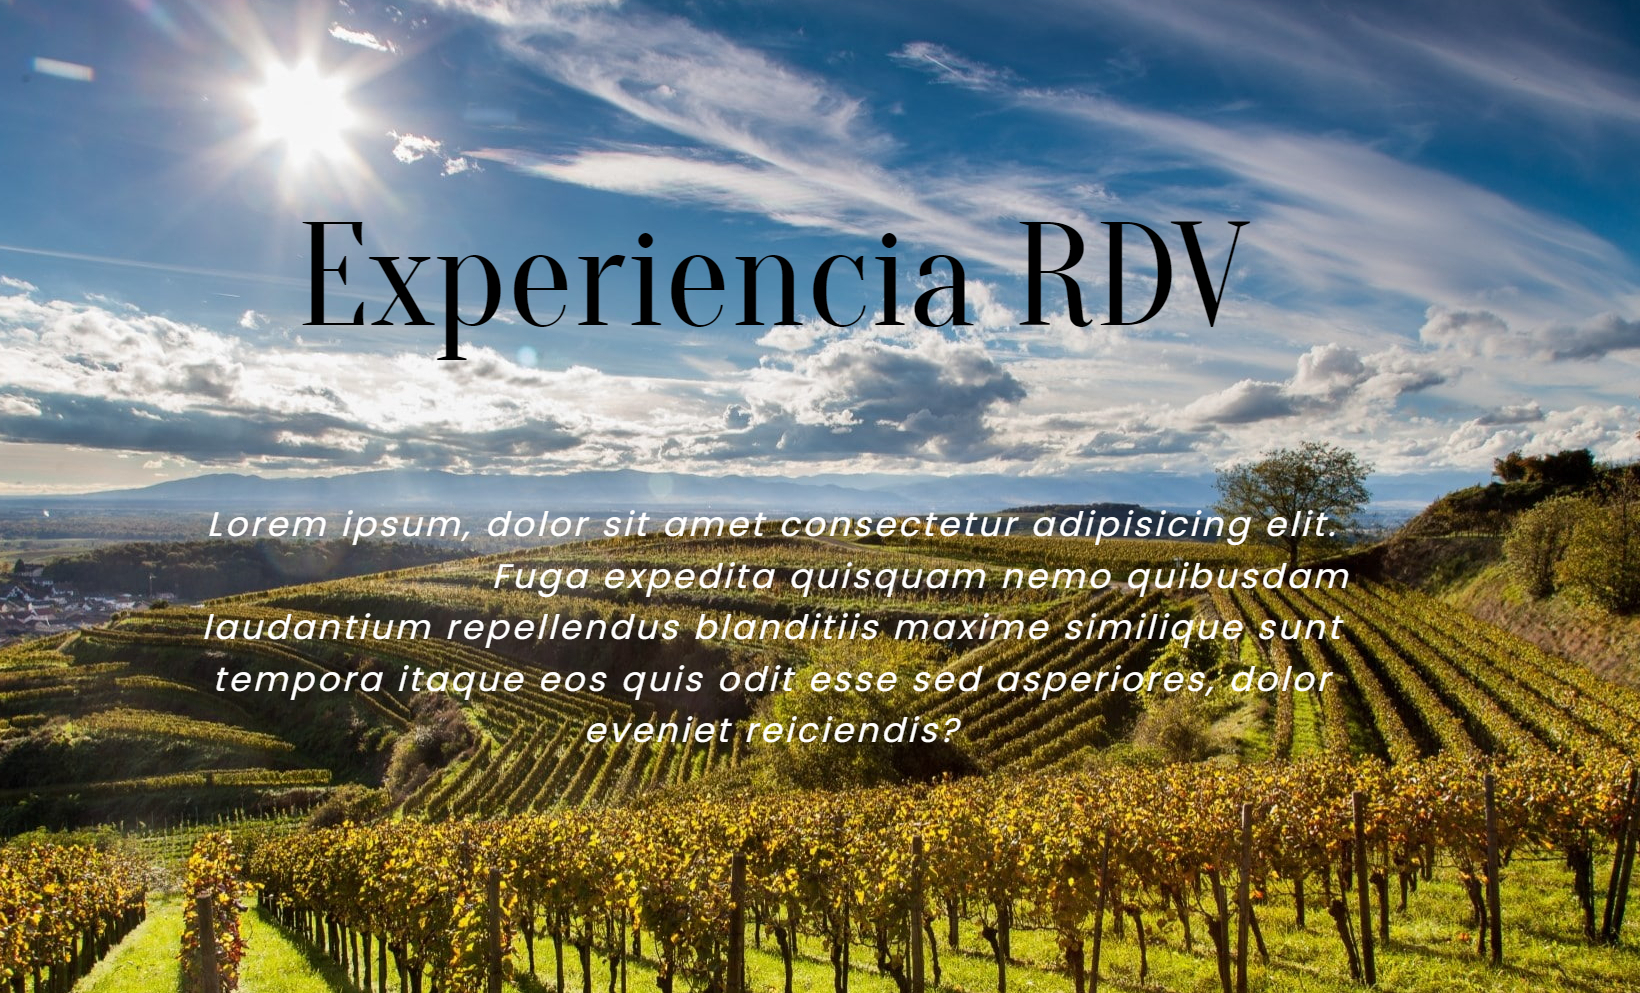 Experiencia RDV
Lorem ipsum, dolor sit amet consectetur adipisicing elit.
Fuga expedita quisquam nemo quibusdam
laudantium repellendus blanditiis maxime similique sunt
tempora itaque eos quis odit esse sed asperiores, dolor
eveniet reiciendis?